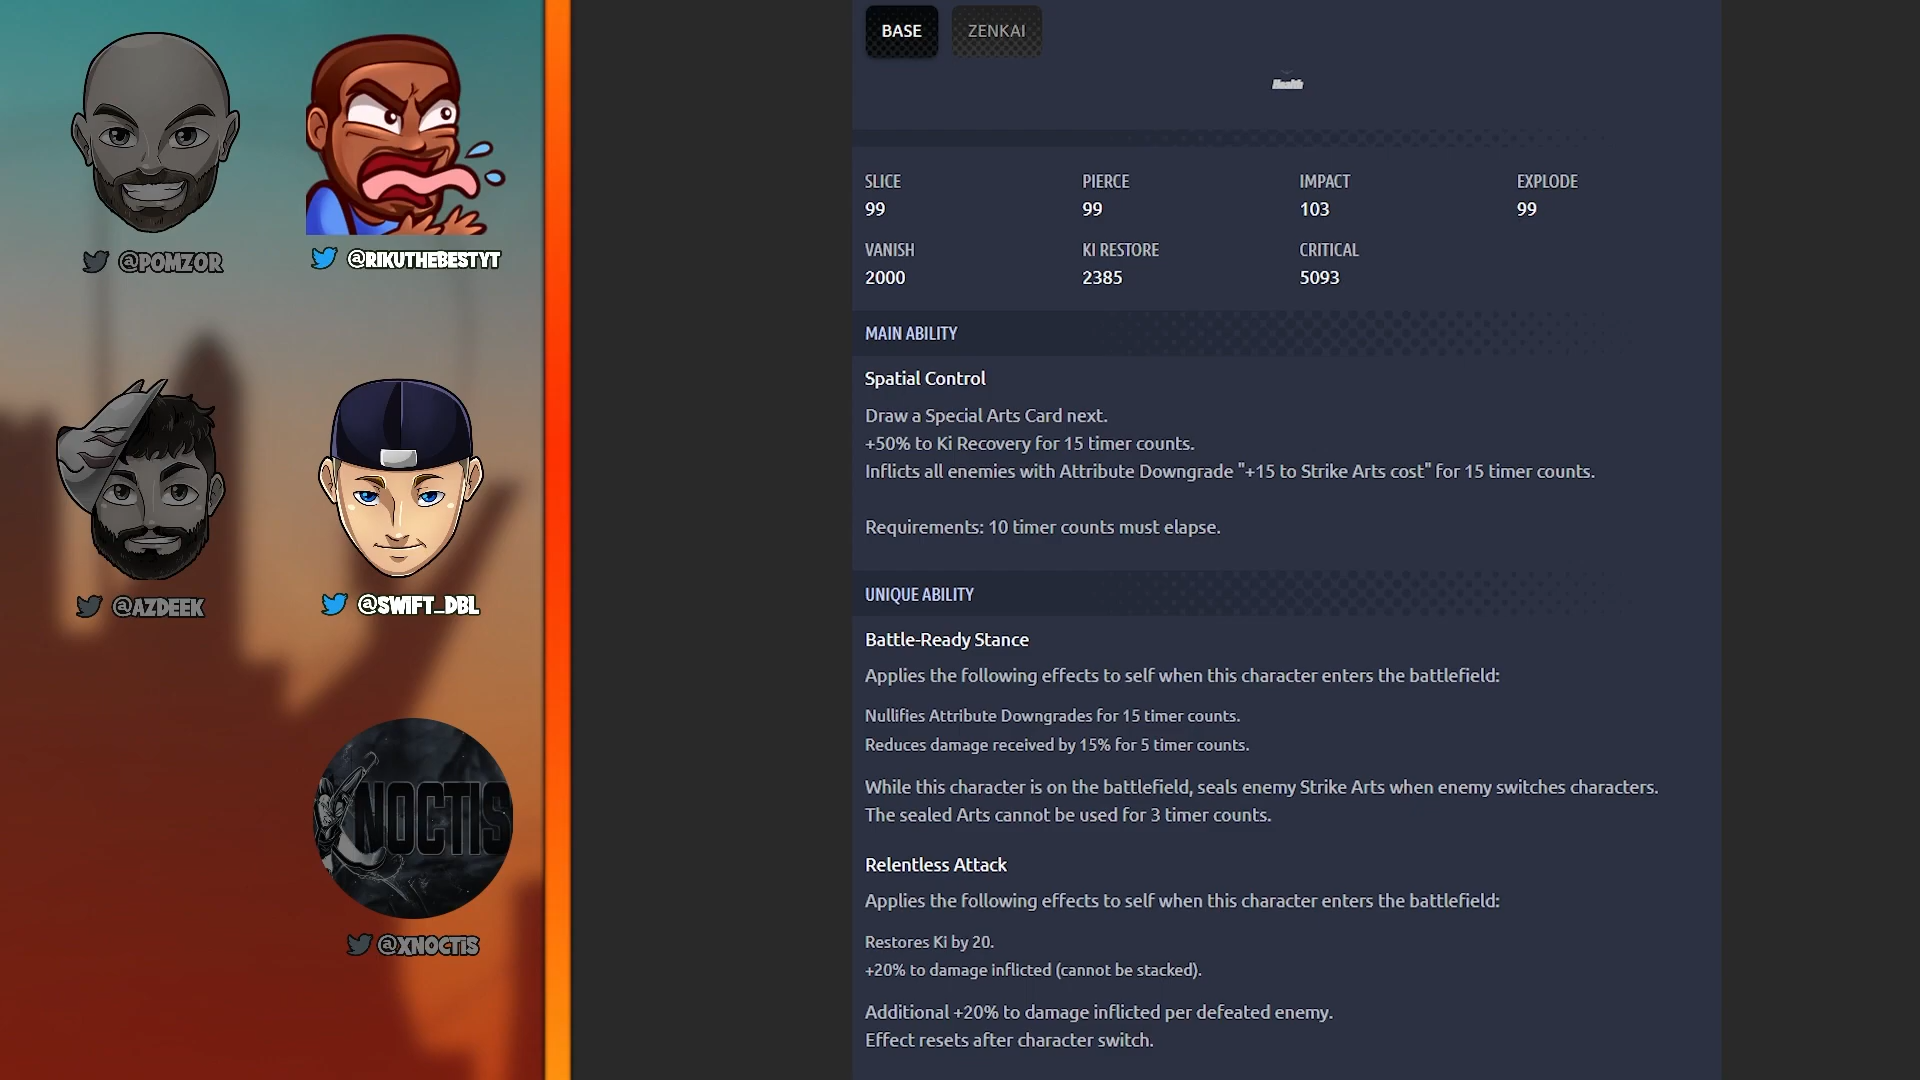 @POMZOR
@RIKUTHEBESTYT
@AZDEEK
@SWIFT_DBL
NOCTIS
@XNOCTIS
BASE
ZENKAI
Health
SLICE
99
PIERCE
99
IMPACT
103
EXPLODE
99
VANISH
2000
KI RESTORE
2385
CRITICAL
5093
MAIN ABILITY
Spatial Control
Draw a Special Arts Card next.
+50% to Ki Recovery for 15 timer counts.
Inflicts all enemies with Attribute Downgrade "+15 to Strike Arts cost" for 15 timer counts.
Requirements: 10 timer counts must elapse.
UNIQUE ABILITY
Battle-Ready Stance
Applies the following effects to self when this character enters the battlefield:
Nullifies Attribute Downgrades for 15 timer counts.
Reduces damage received by 15% for 5 timer counts.
While this character is on the battlefield, seals enemy Strike Arts when enemy switches characters.
The sealed Arts cannot be used for 3 timer counts.
Relentless Attack
Applies the following effects to self when this character enters the battlefield:
Restores Ki by 20.
+20% to damage inflicted (cannot be stacked).
Additional +20% to damage inflicted per defeated enemy.
Effect resets after character switch.